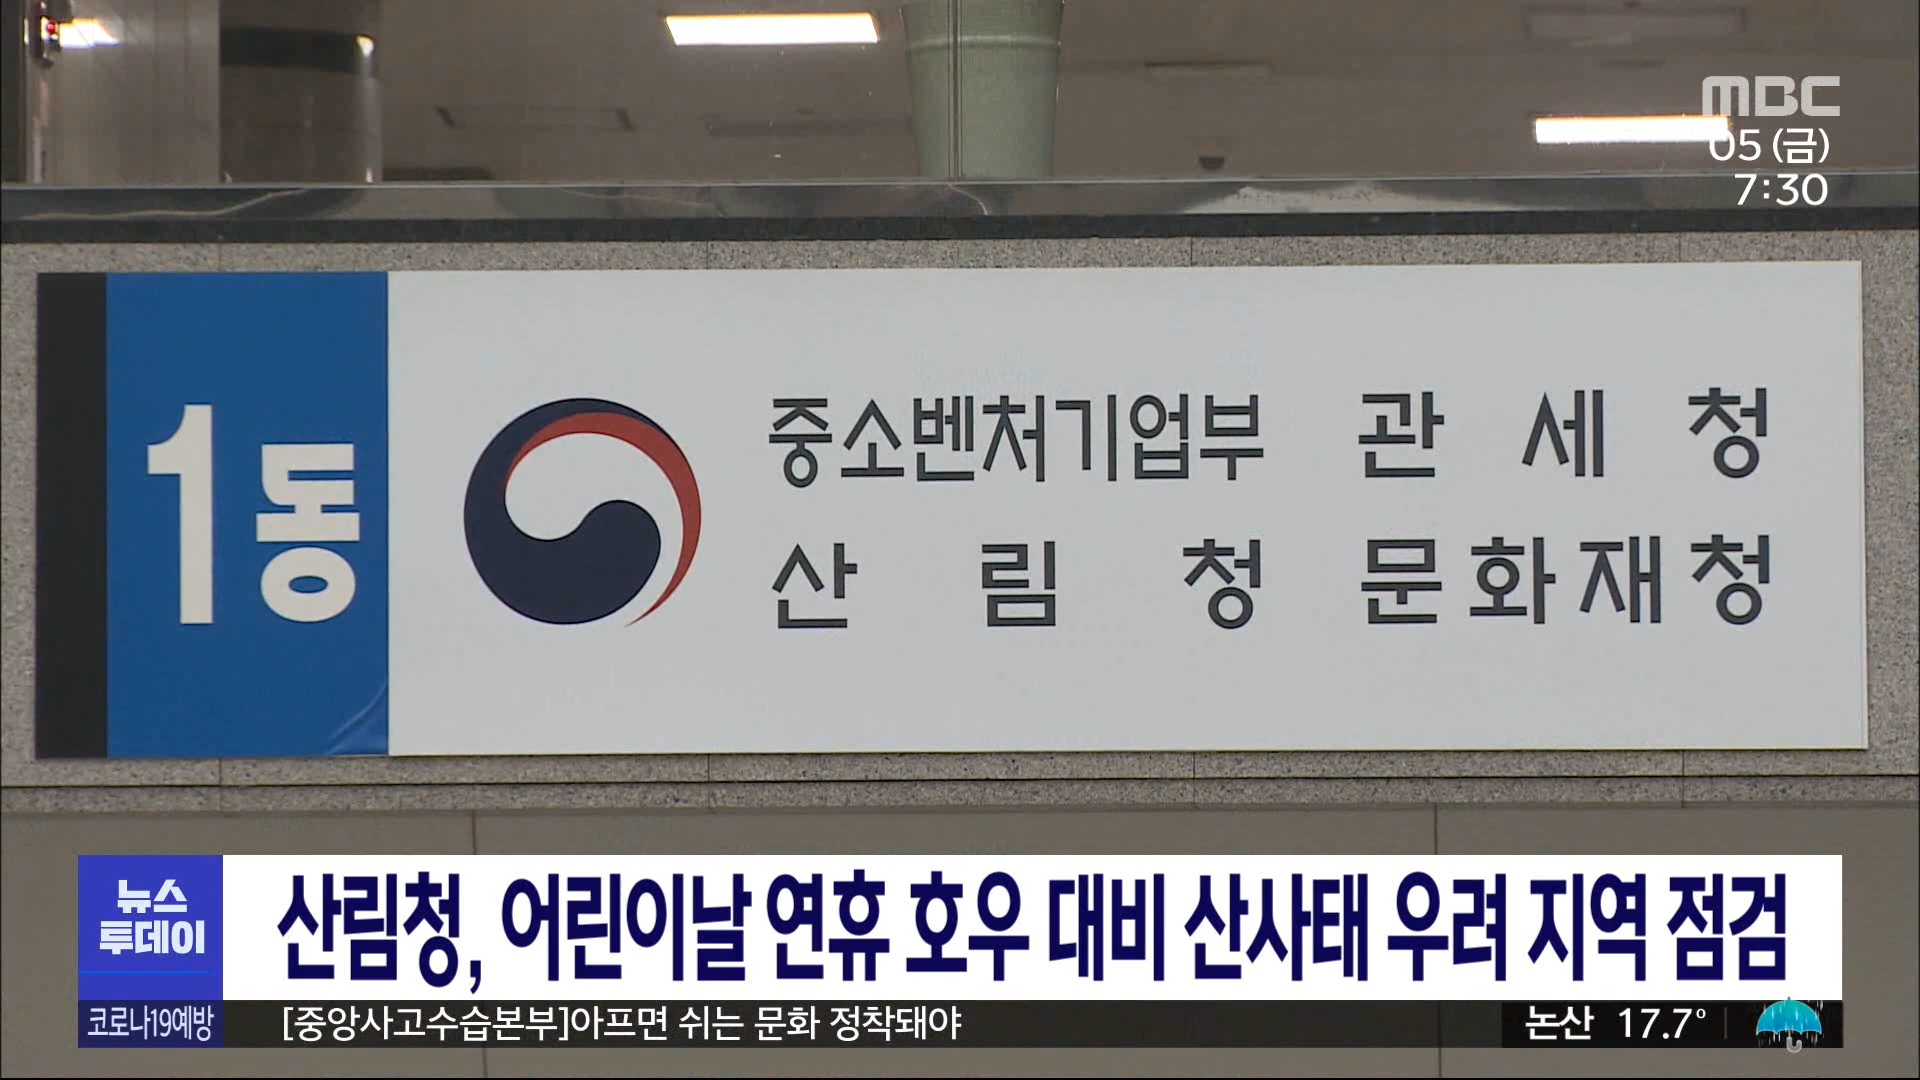 MBC
05 (금)
7:30
1동
중소벤처기업부 관세청
산림청 문화재청
뉴스
투데이
산림청, 어린이날 연휴 호우 대비 산사태 우려 지역 점검
코로나19예방 [중앙사고수습본부]아프면 쉬는 문화 정착돼야 논산 17.7°